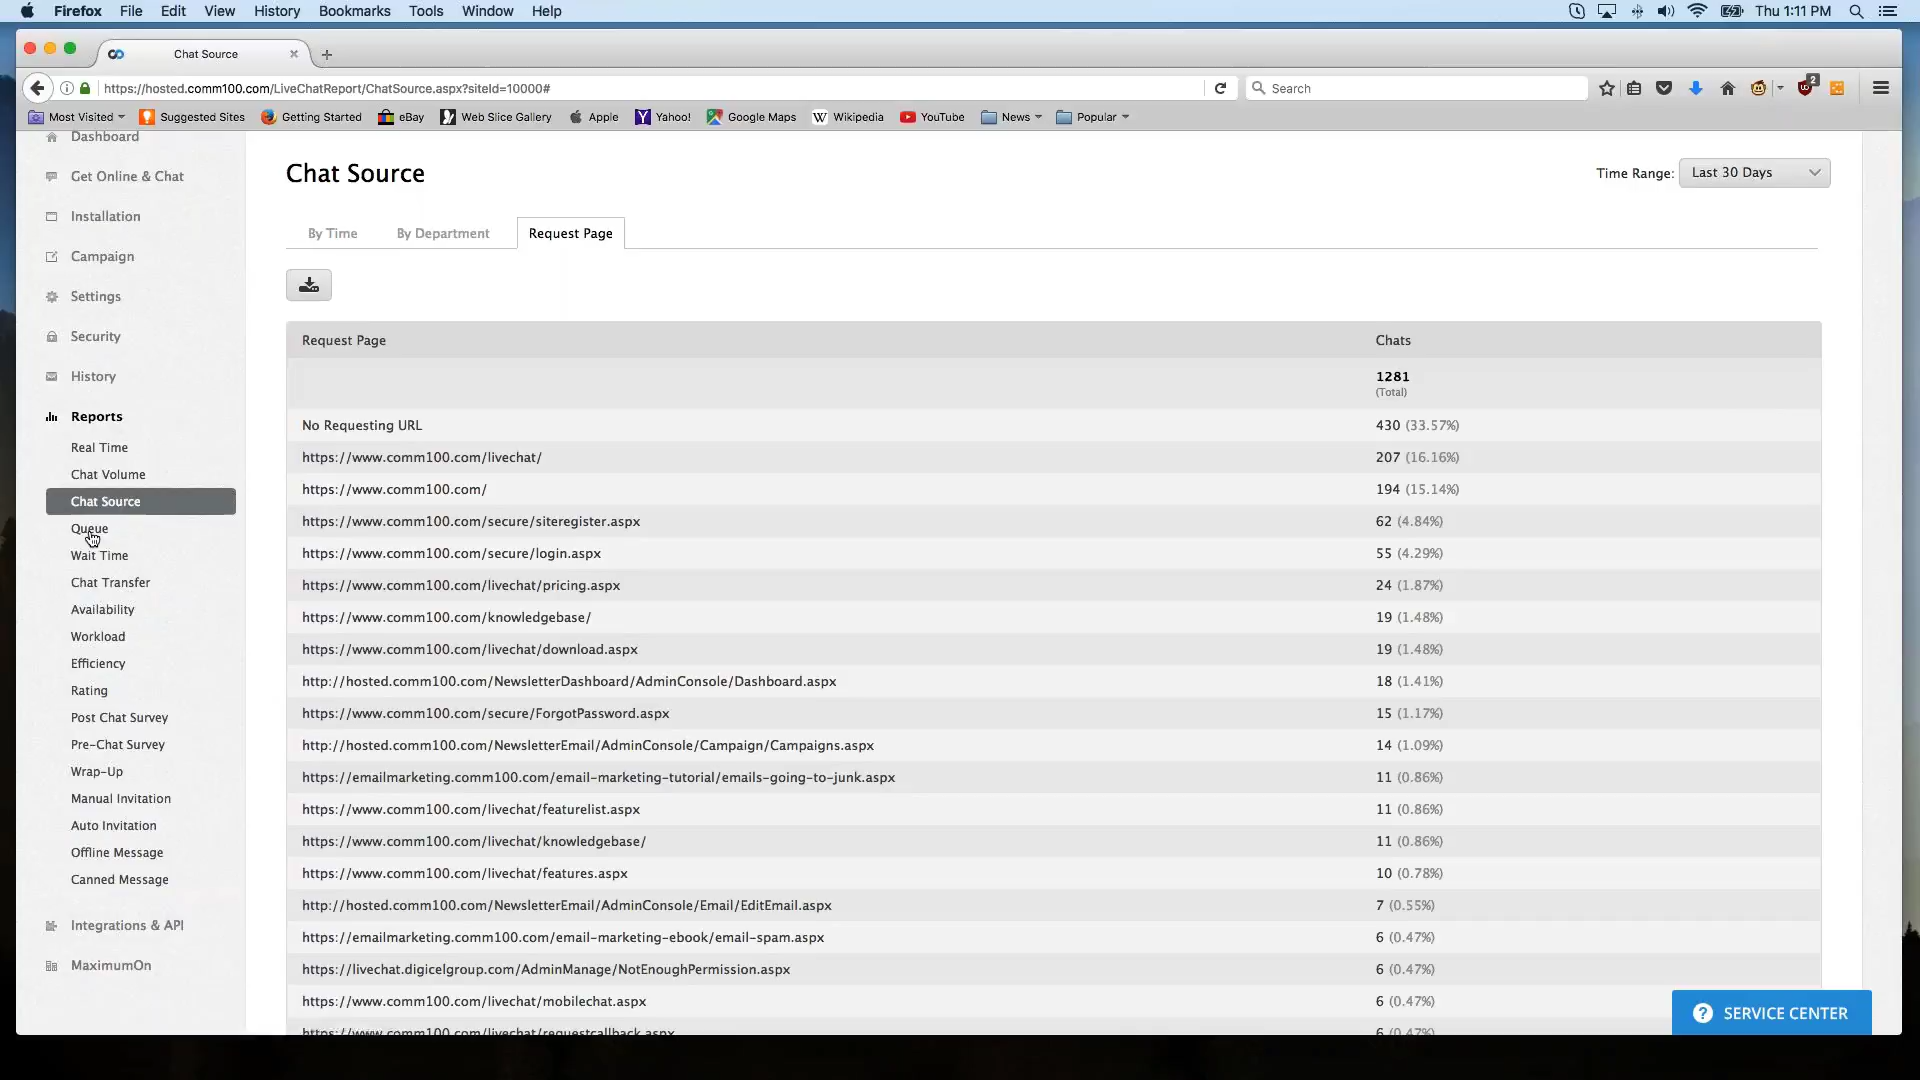 Firefox File Edit View History Bookmarks Tools Window Help Thu 1:11 PM
Chat Source
https://hosted.comm100.com/LiveChatReport/ChatSource.aspx?siteId=10000# Search 2
Most Visited Suggested Sites Getting Started eBay Web Slice Gallery Apple Yahoo! Google Maps Wikipedia YouTube News Popular
Dashboard
Get Online & Chat
Installation
Campaign
Settings
Security
History
Reports
Real Time
Chat Volume
Chat Source
Queue
Wait Time
Chat Transfer
Availability
Workload
Efficiency
Rating
Post Chat Survey
Pre-Chat Survey
Wrap-Up
Manual Invitation
Auto Invitation
Offline Message
Canned Message
Integrations & API
MaximumOn
Chat Source
Time Range: Last 30 Days
By Time By Department Request Page
Request Page Chats
1281
(Total)
No Requesting URL 430 (33.57%)
https://www.comm100.com/livechat/ 207 (16.16%)
https://www.comm100.com/ 194 (15.14%)
https://www.comm100.com/secure/siteregister.aspx 62 (4.84%)
https://www.comm100.com/secure/login.aspx 55 (4.29%)
https://www.comm100.com/livechat/pricing.aspx 24 (1.87%)
https://www.comm100.com/knowledgebase/ 19 (1.48%)
https://www.comm100.com/livechat/download.aspx 19 (1.48%)
http://hosted.comm100.com/NewsletterDashboard/AdminConsole/Dashboard.aspx 18 (1.41%)
https://www.comm100.com/secure/ForgotPassword.aspx 15 (1.17%)
http://hosted.comm100.com/NewsletterEmail/AdminConsole/Campaign/Campaigns.aspx 14 (1.09%)
https://emailmarketing.comm100.com/email-marketing-tutorial/emails-going-to-junk.aspx 11 (0.86%)
https://www.comm100.com/livechat/featurelist.aspx 11 (0.86%)
https://www.comm100.com/livechat/knowledgebase/ 11 (0.86%)
https://www.comm100.com/livechat/features.aspx 10 (0.78%)
http://hosted.comm100.com/NewsletterEmail/AdminConsole/Email/EditEmail.aspx 7 (0.55%)
https://emailmarketing.comm100.com/email-marketing-ebook/email-spam.aspx 6 (0.47%)
https://livechat.digicelgroup.com/AdminManage/NotEnoughPermission.aspx 6 (0.47%)
https://www.comm100.com/livechat/mobilechat.aspx 6 (0.47%)
https://www.comm100.com/livechat/requestcallback.aspx 6 (0.47%)
? SERVICE CENTER